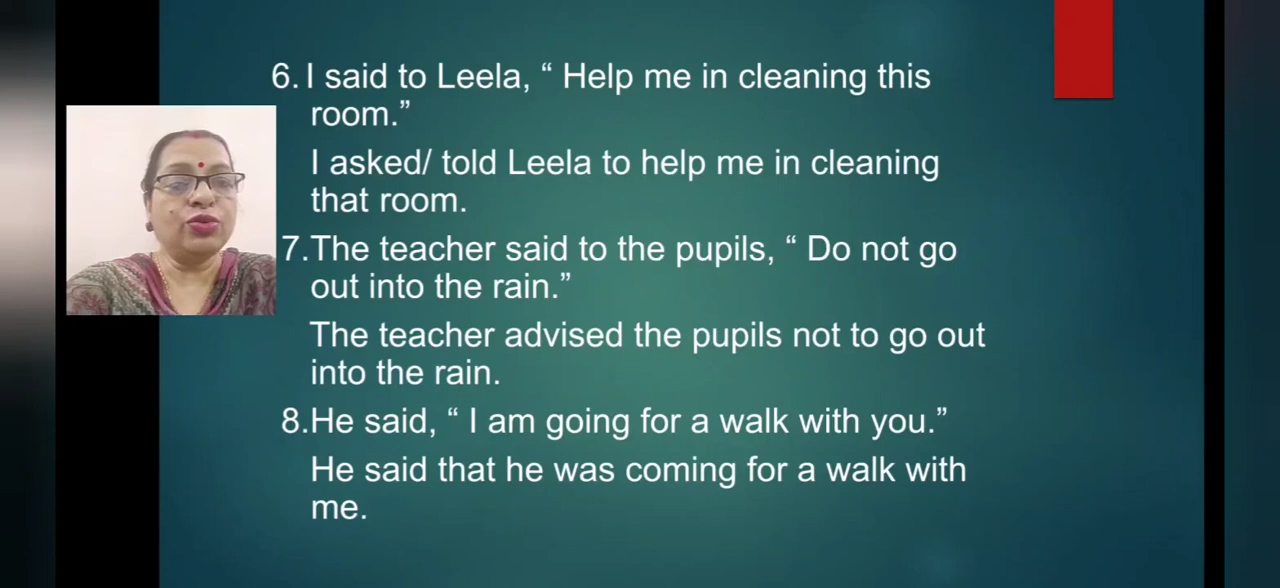 6. I said to Leela, “ Help me in cleaning this
room.”
I asked/ told Leela to help me in cleaning
that room.
7.The teacher said to the pupils, “ Do not go
out into the rain.”
The teacher advised the pupils not to go out
into the rain.
8.He said, “ I am going for a walk with you.”
He said that he was coming for a walk with
me.